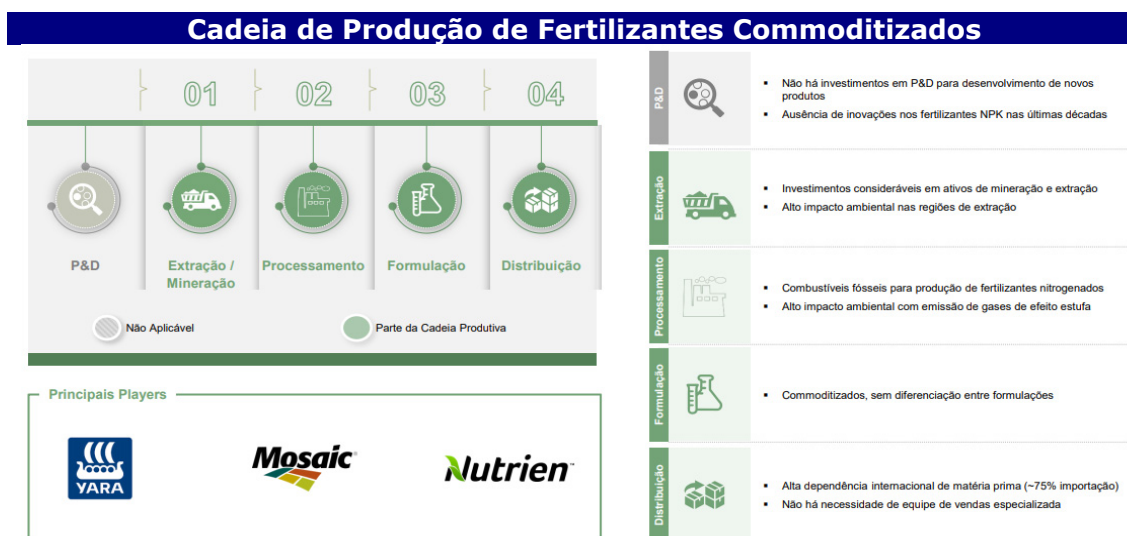 Cadeia de Produção de Fertilizantes Commoditizados
01
02
03
04
P&D
Extração /
Mineração
Processamento
Formulação
Distribuição
Não Aplicável
Parte da Cadeia Produtiva
Principais Players
YARA
Mosaic
Nutrien
P&D
▪ Não há investimentos em P&D para desenvolvimento de novos
produtos
▪ Ausência de inovações nos fertilizantes NPK nas últimas décadas
Extração
▪ Investimentos consideráveis em ativos de mineração e extração
▪ Alto impacto ambiental nas regiões de extração
Processamento
▪ Combustíveis fósseis para produção de fertilizantes nitrogenados
▪ Alto impacto ambiental com emissão de gases de efeito estufa
Formulação
▪ Commoditizados, sem diferenciação entre formulações
Distribuição
▪ Alta dependência internacional de matéria prima (~75% importação)
▪ Não há necessidade de equipe de vendas especializada